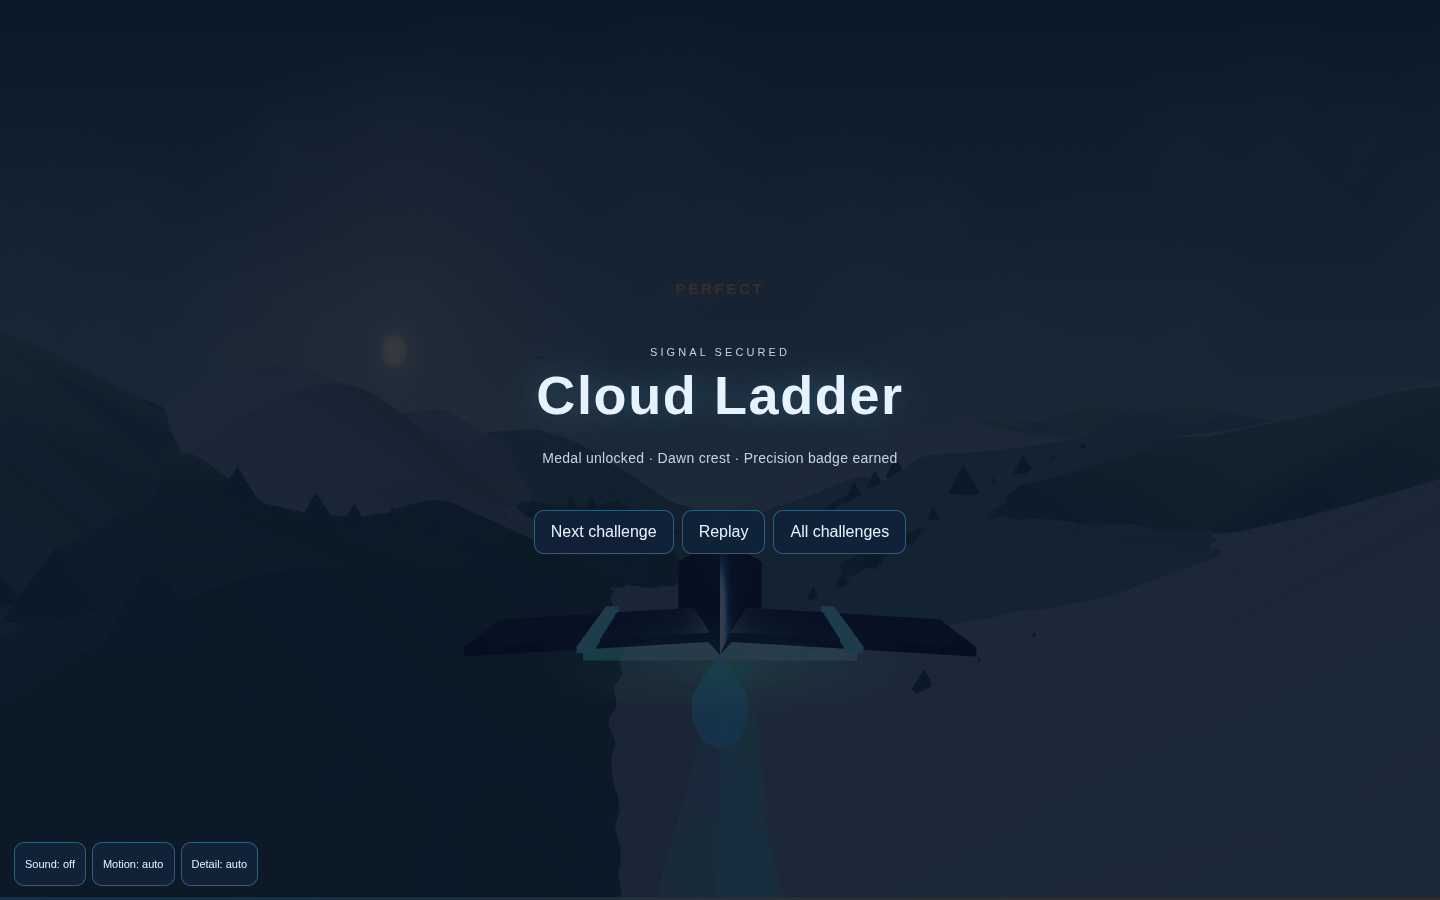 PERFECT
SIGNAL SECURED
Cloud Ladder
Medal unlocked · Dawn crest · Precision badge earned
Next challenge Replay All challenges
Sound: off Motion: auto Detail: auto